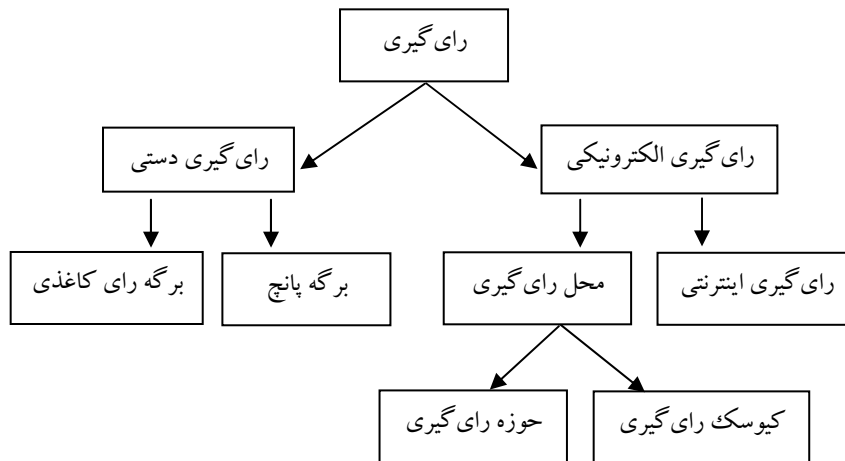 رای‌گیری
رای‌گیری الکترونیکی
رای‌گیری دستی
رای‌گیری اینترنتی
محل رای‌گیری
برگه پانچ
برگه رای کاغذی
کیوسک رای‌گیری
حوزه رای‌گیری